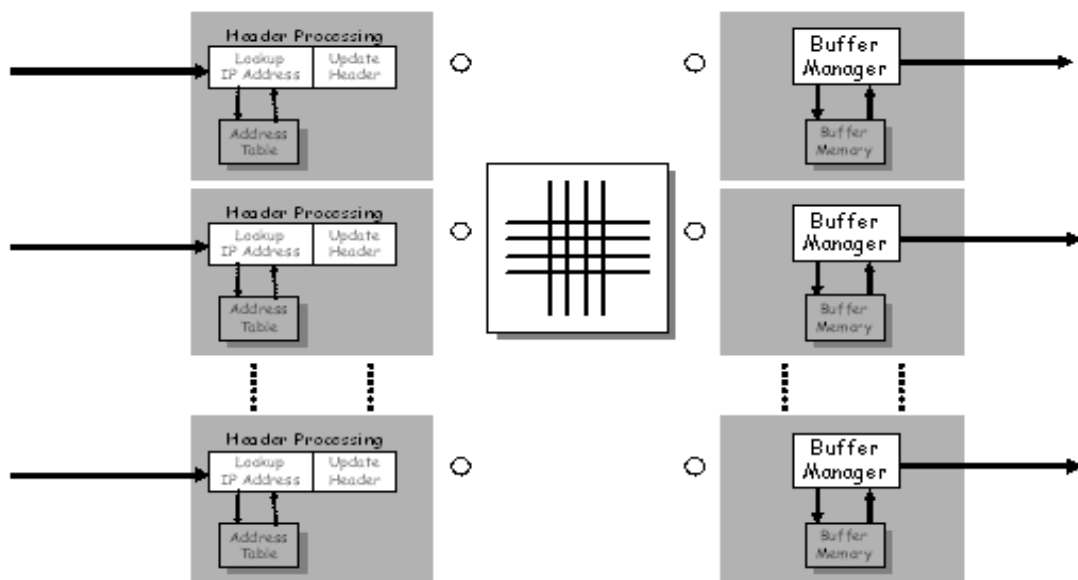 Header Processing
Lookup
IP Address
Update
Header
Address
Table
Buffer
Manager
Buffer
Memory
Header Processing
Lookup
IP Address
Update
Header
Address
Table
Buffer
Manager
Buffer
Memory
Header Processing
Lookup
IP Address
Update
Header
Address
Table
Buffer
Manager
Buffer
Memory